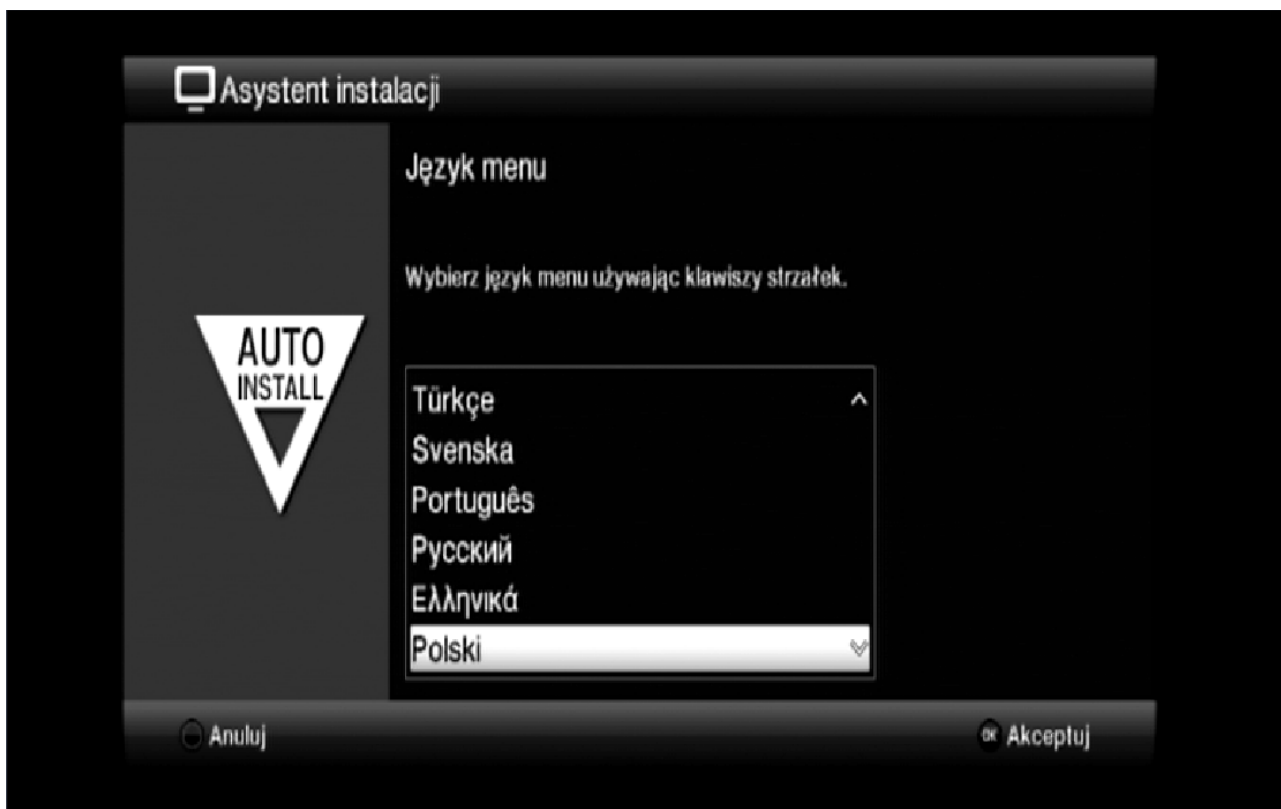 Asystent instalacji
Język menu
Wybierz język menu używając klawiszy strzałek.
AUTO
INSTALL
Türkçe
Svenska
Português
Русский
Ελληνικά
Polski
Anuluj
OK Akceptuj